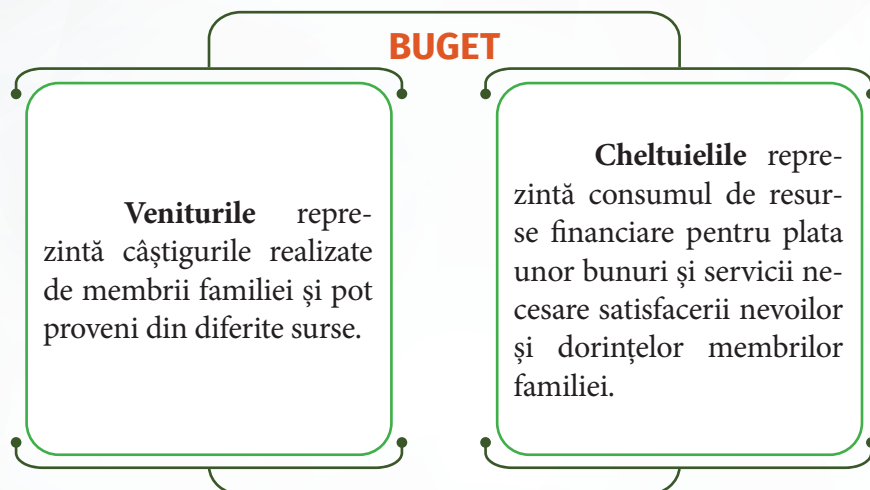 BUGET
Veniturile repre-
zintă câștigurile realizate
de membrii familiei și pot
proveni din diferite surse.
Cheltuielile repre-
zintă consumul de resur-
se financiare pentru plata
unor bunuri și servicii ne-
cesare satisfacerii nevoilor
și dorințelor membrilor
familiei.